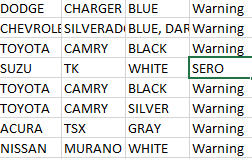 DODGE CHARGER BLUE Warning
CHEVROLE SILVERADO BLUE, DAR Warning
TOYOTA CAMRY BLACK Warning
SUZU TK WHITE SERO
TOYOTA CAMRY BLACK Warning
TOYOTA CAMRY SILVER Warning
ACURA TSX GRAY Warning
NISSAN MURANO WHITE Warning